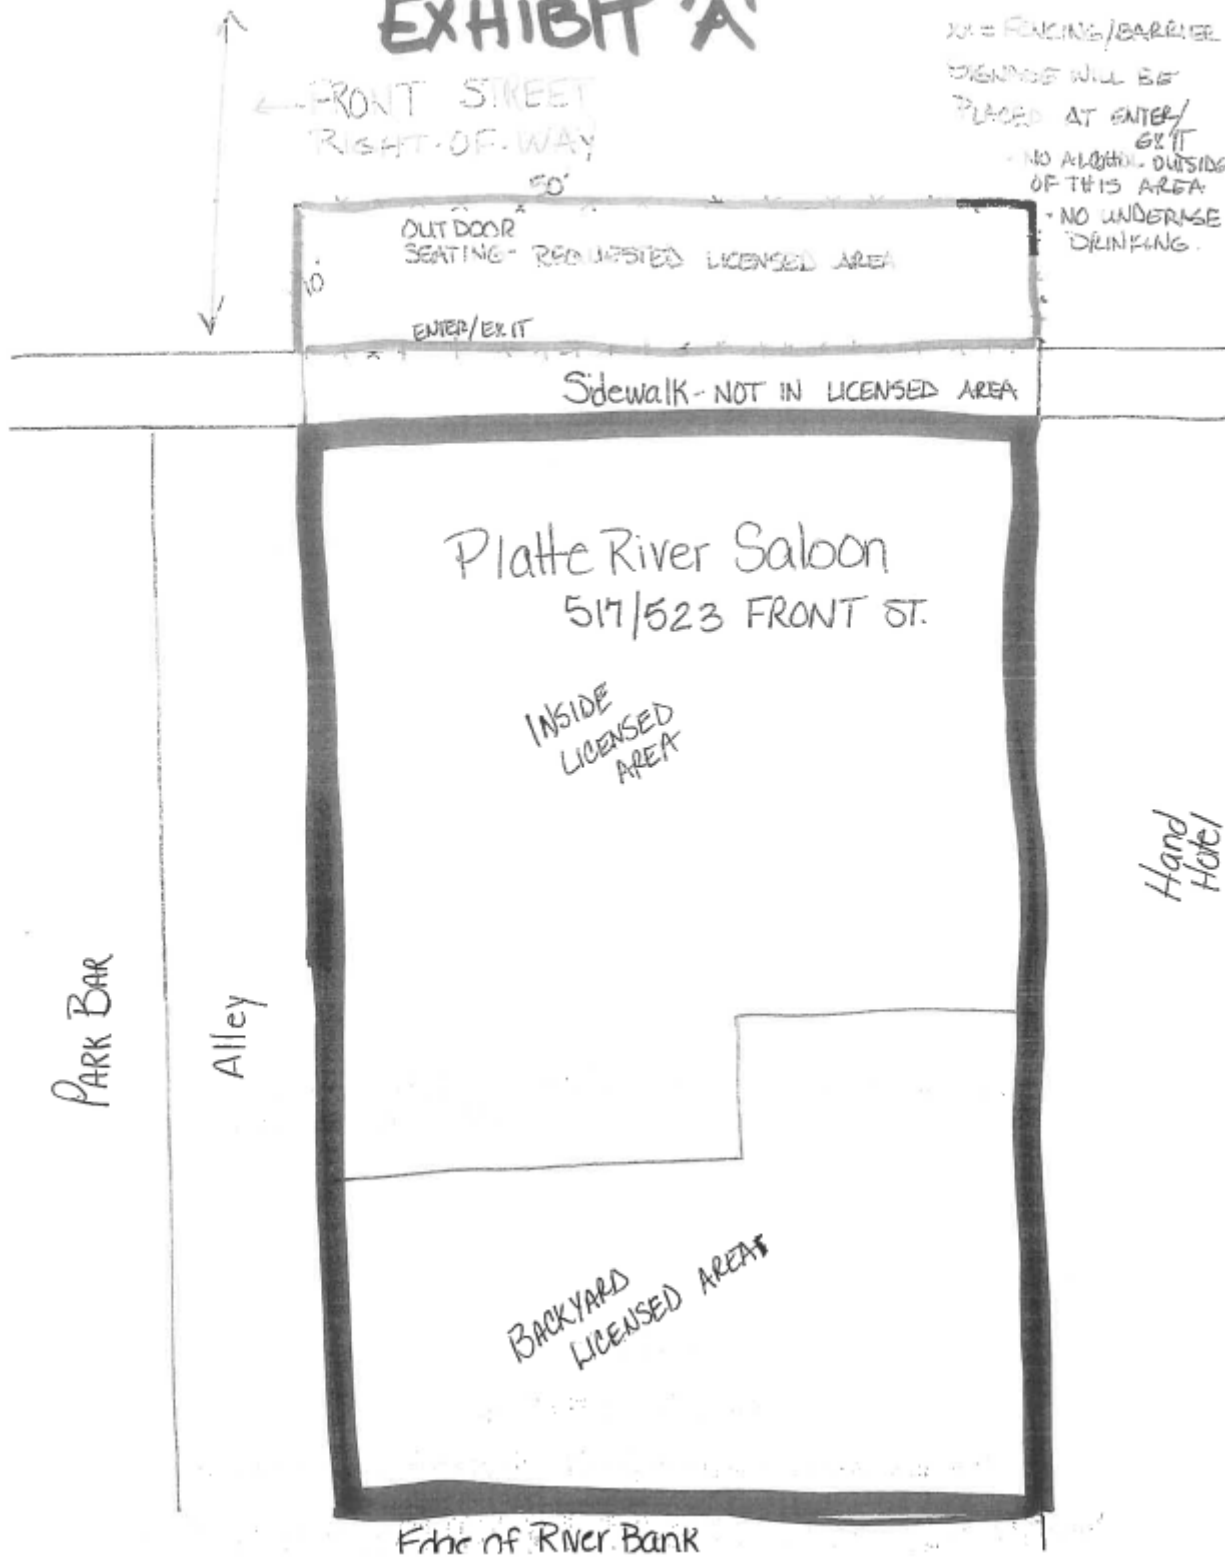 EXHIBIT 'A'
XX = FENCING/BARRIER
SIGNAGE WILL BE
PLACED AT ENTER/
EXIT
- NO ALCOHOL OUTSIDE
OF THIS AREA
- NO UNDERAGE
DRINKING.
← FRONT STREET
RIGHT-OF-WAY
50'
OUTDOOR
SEATING - REQUESTED LICENSED AREA
10'
ENTER/EXIT
Sidewalk - NOT IN LICENSED AREA
Platte River Saloon
517/523 FRONT ST.
INSIDE
LICENSED
AREA
Hand
Hotel
PARK BAR
Alley
BACKYARD
LICENSED AREA
Edge of River Bank